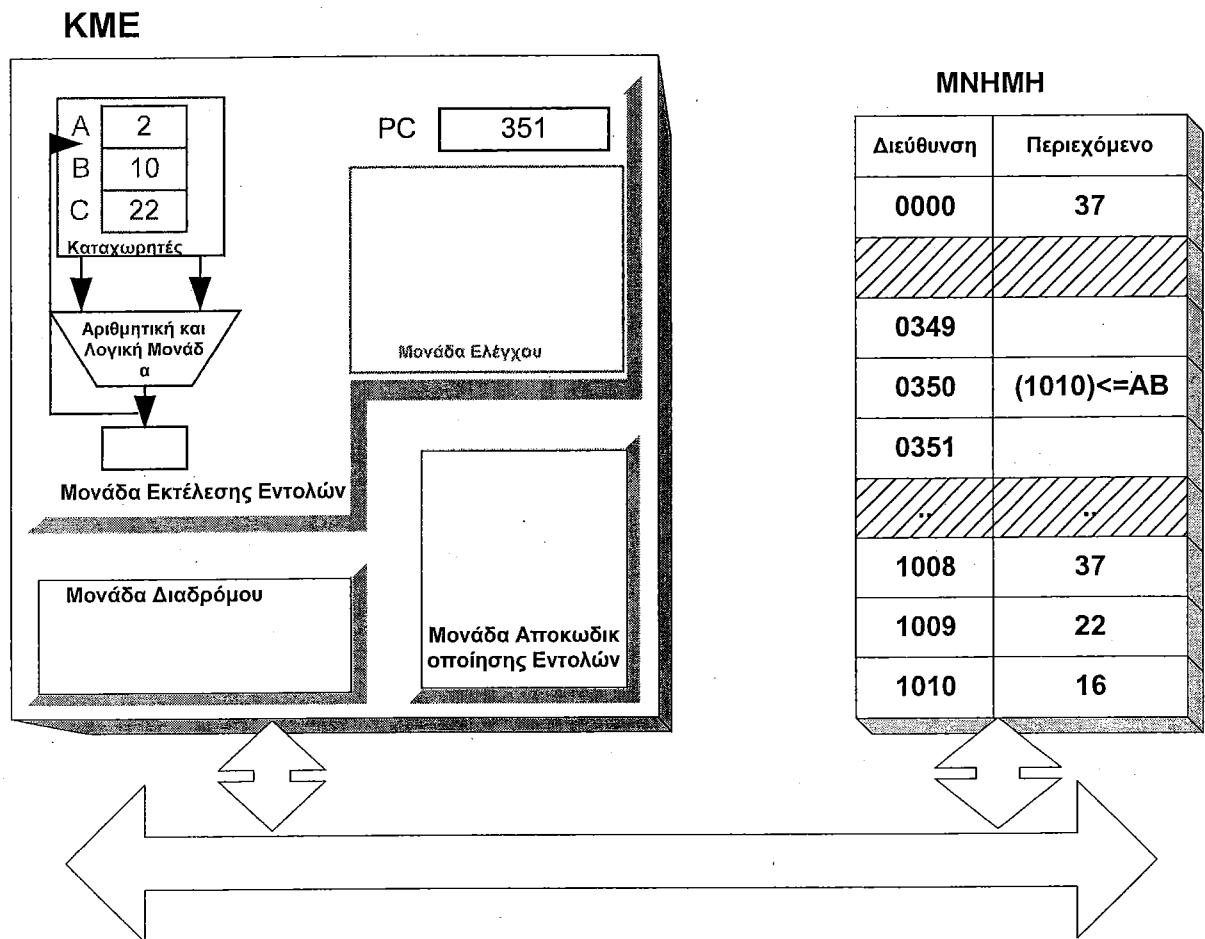 ΚΜΕ
A 2
B 10
C 22
Καταχωρητές
PC 351
Αριθμητική και
Λογική Μονάδ
α
Μονάδα Ελέγχου
Μονάδα Εκτέλεσης Εντολών
Μονάδα Διαδρόμου
Μονάδα Αποκωδικ
οποίησης Εντολών
ΜΝΗΜΗ
Διεύθυνση Περιεχόμενο
0000 37
0349
0350 (1010)<=AB
0351
.. ..
1008 37
1009 22
1010 16